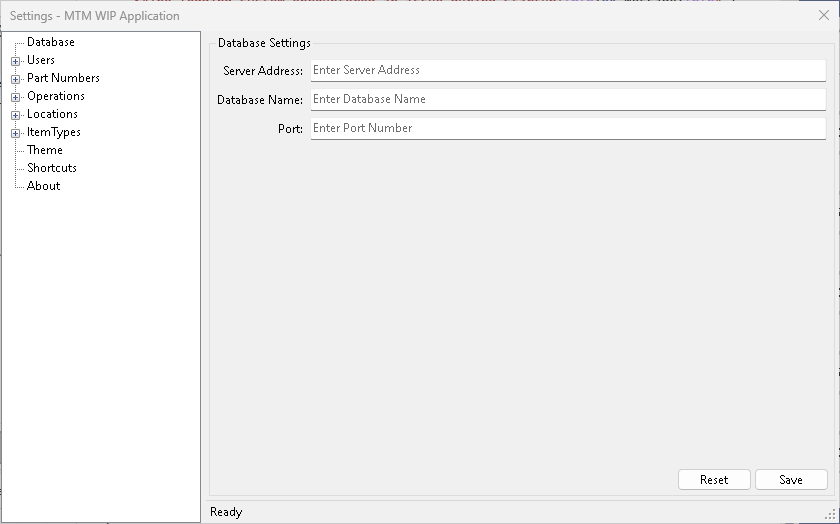 Settings - MTM WIP Application
Database
Users
Part Numbers
Operations
Locations
ItemTypes
Theme
Shortcuts
About
Database Settings
Server Address: Enter Server Address
Database Name: Enter Database Name
Port: Enter Port Number
Reset Save
Ready